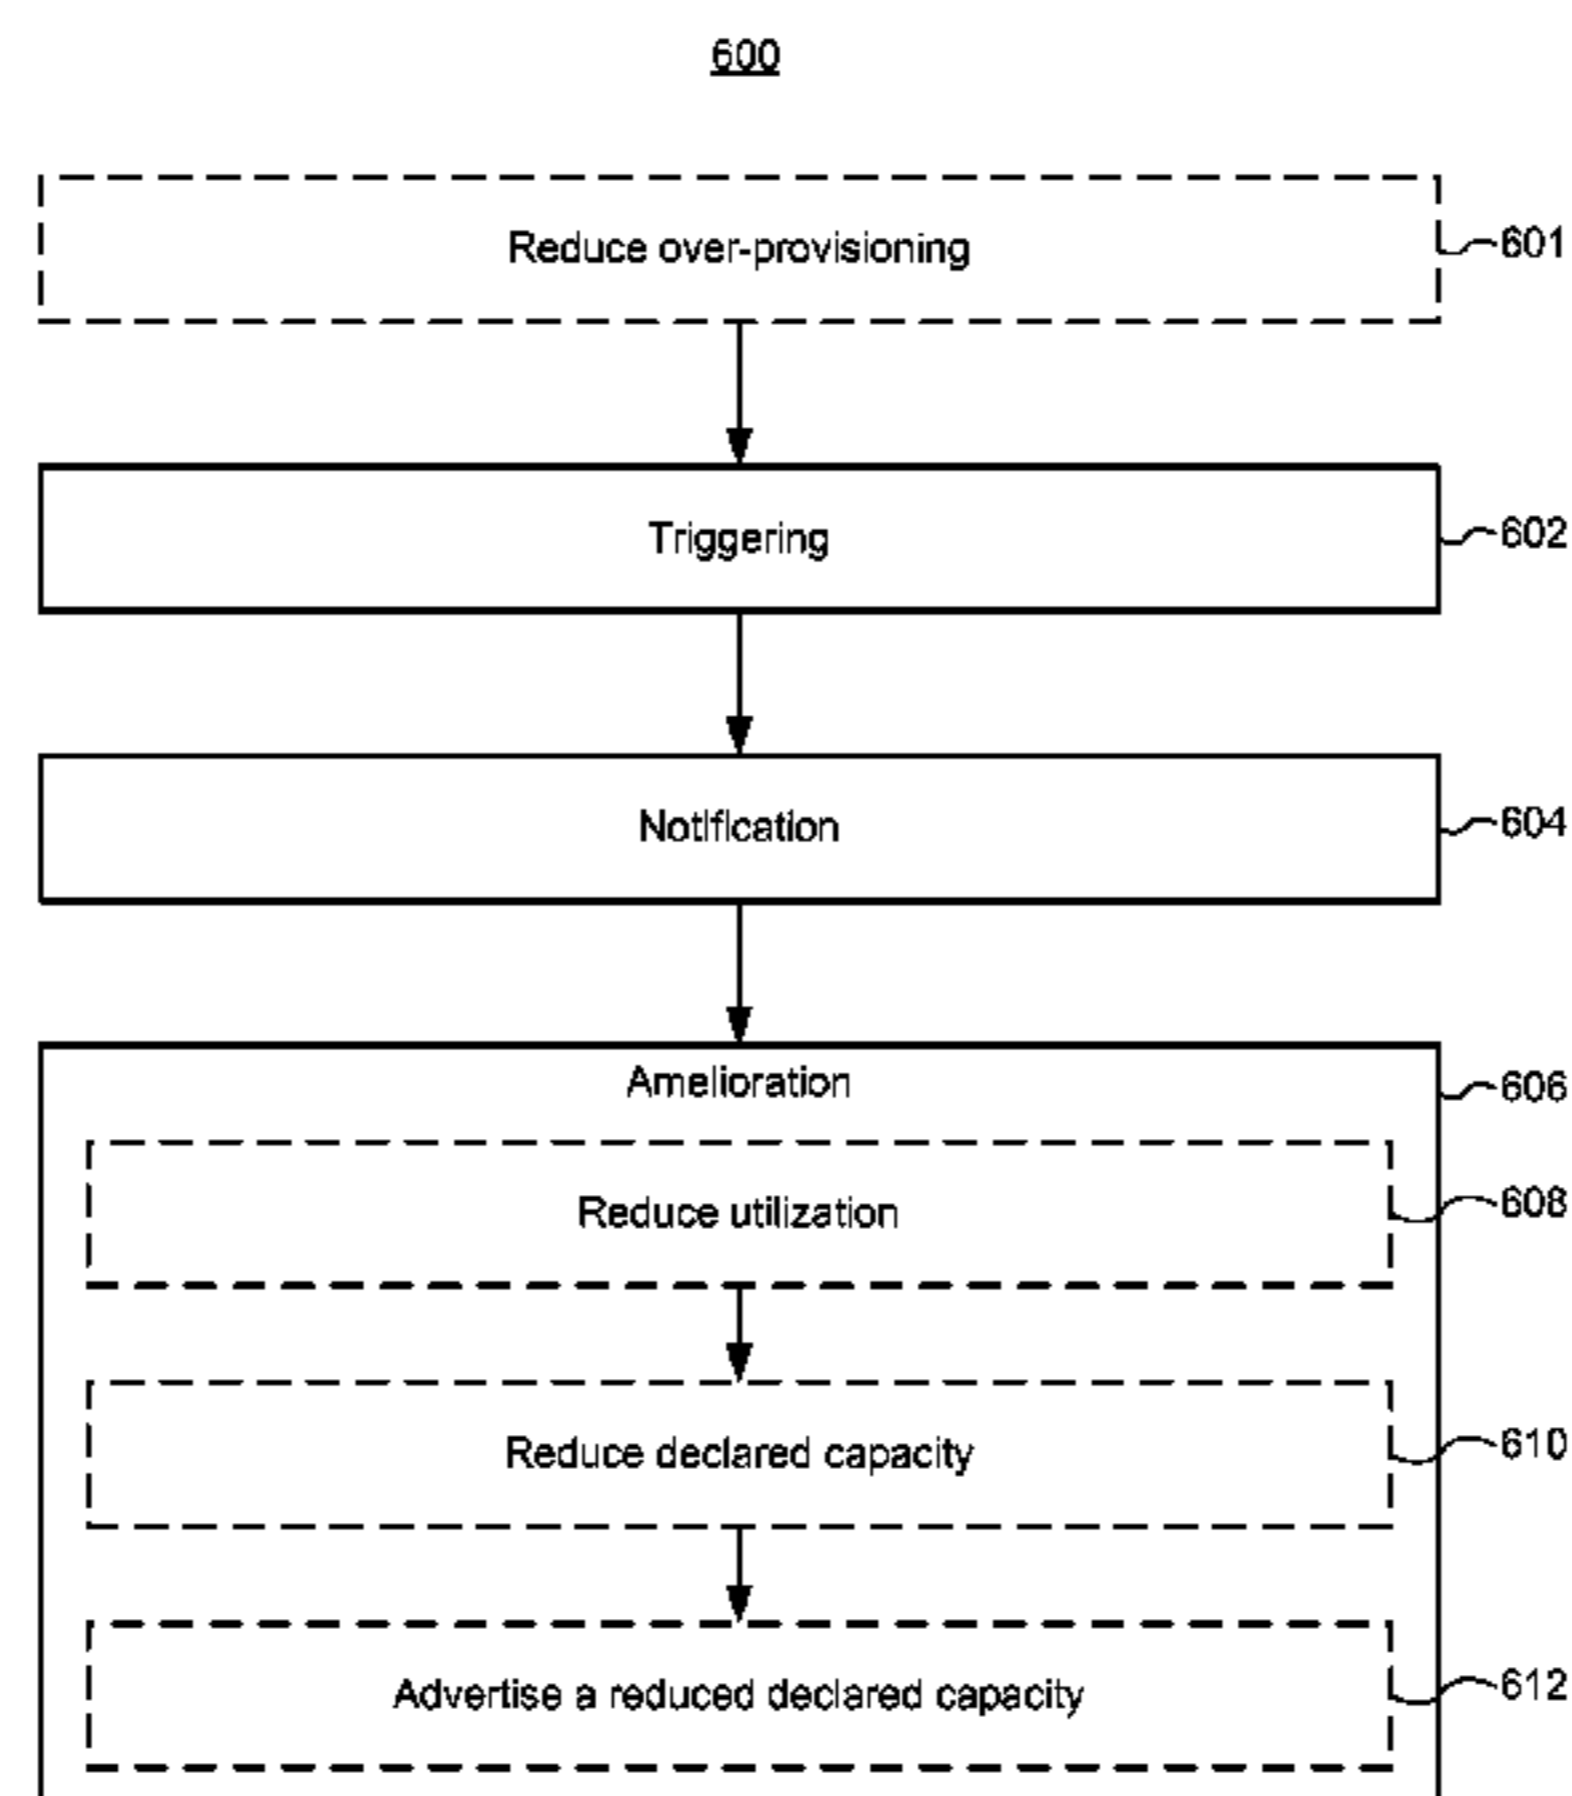 600
Reduce over-provisioning
601
Triggering
602
Notification
604
Amelioration
606
Reduce utilization
608
Reduce declared capacity
610
Advertise a reduced declared capacity
612